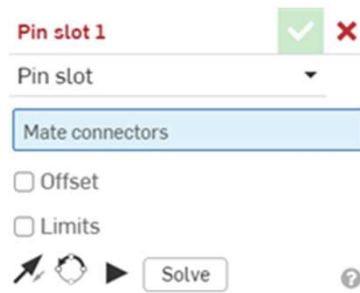 Pin slot 1
Pin slot
Mate connectors
Offset
Limits
Solve
?